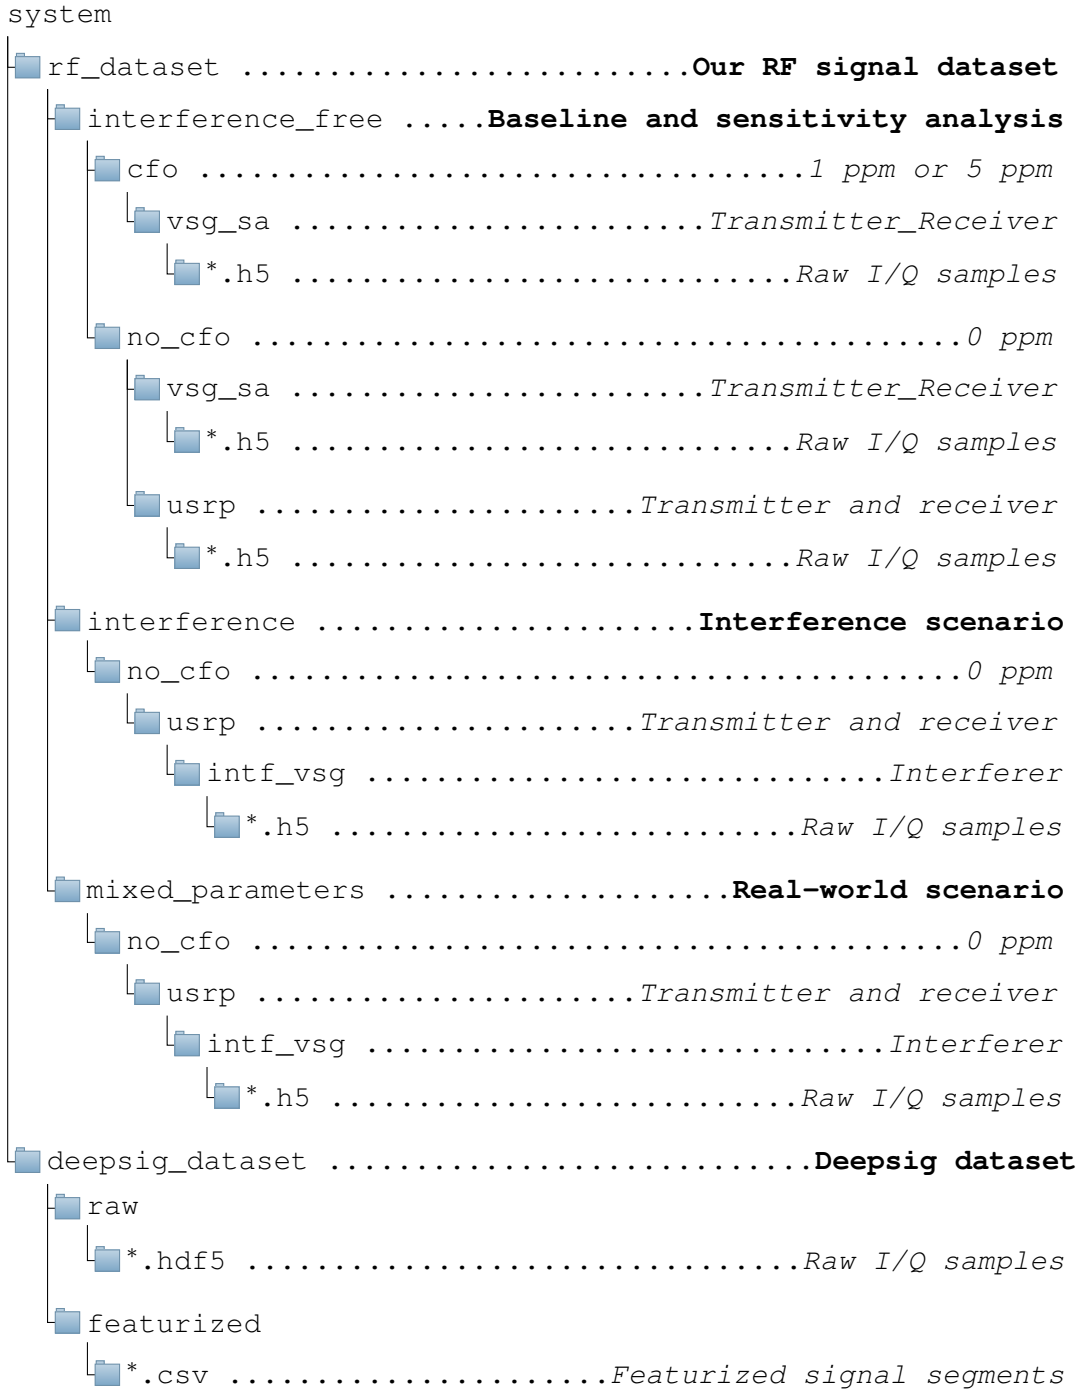 system
rf_dataset ..........................Our RF signal dataset
interference_free .....Baseline and sensitivity analysis
cfo ...................................1 ppm or 5 ppm
vsg_sa ........................Transmitter_Receiver
*.h5 .............................Raw I/Q samples
no_cfo .........................................0 ppm
vsg_sa ........................Transmitter_Receiver
*.h5 .............................Raw I/Q samples
usrp ......................Transmitter and receiver
*.h5 .............................Raw I/Q samples
interference ......................Interference scenario
no_cfo .........................................0 ppm
usrp ......................Transmitter and receiver
intf_vsg ..............................Interferer
*.h5 ...........................Raw I/Q samples
mixed_parameters ....................Real-world scenario
no_cfo .........................................0 ppm
usrp ......................Transmitter and receiver
intf_vsg ..............................Interferer
*.h5 ...........................Raw I/Q samples
deepsig_dataset ............................Deepsig dataset
raw
*.hdf5 ................................Raw I/Q samples
featurized
*.csv ......................Featurized signal segments